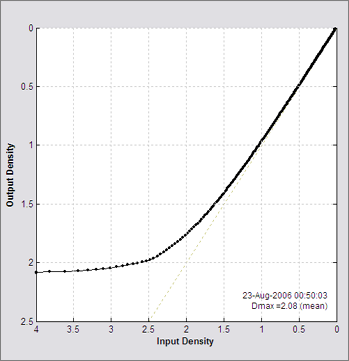 0
0.5
1
1.5
2
2.5
Output Density
23-Aug-2006 00:50:03
Dmax =2.08 (mean)
4 3.5 3 2.5 2 1.5 1 0.5 0
Input Density